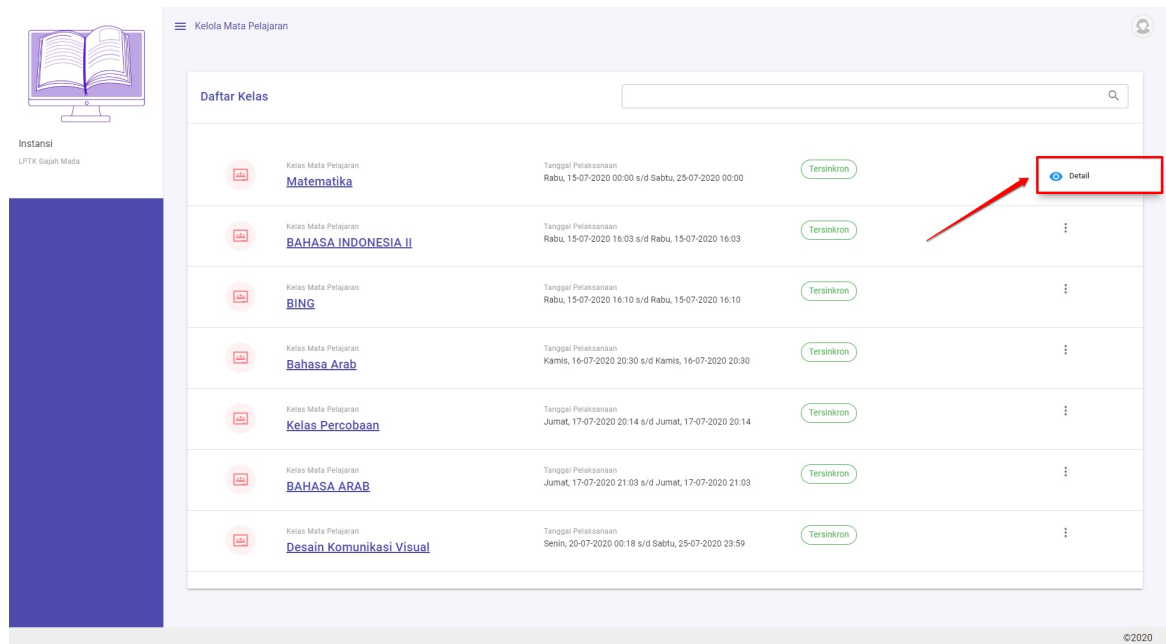 Kelola Mata Pelajaran
Instansi
LPTK Gajah Mada
Daftar Kelas
Kelas Mata Pelajaran
Matematika
Tanggal Pelaksanaan
Rabu, 15-07-2020 00:00 s/d Sabtu, 25-07-2020 00:00
Tersinkron
Detail
Kelas Mata Pelajaran
BAHASA INDONESIA II
Tanggal Pelaksanaan
Rabu, 15-07-2020 16:03 s/d Rabu, 15-07-2020 16:03
Tersinkron
Kelas Mata Pelajaran
BING
Tanggal Pelaksanaan
Rabu, 15-07-2020 16:10 s/d Rabu, 15-07-2020 16:10
Tersinkron
Kelas Mata Pelajaran
Bahasa Arab
Tanggal Pelaksanaan
Kamis, 16-07-2020 20:30 s/d Kamis, 16-07-2020 20:30
Tersinkron
Kelas Mata Pelajaran
Kelas Percobaan
Tanggal Pelaksanaan
Jumat, 17-07-2020 20:14 s/d Jumat, 17-07-2020 20:14
Tersinkron
Kelas Mata Pelajaran
BAHASA ARAB
Tanggal Pelaksanaan
Jumat, 17-07-2020 21:03 s/d Jumat, 17-07-2020 21:03
Tersinkron
Kelas Mata Pelajaran
Desain Komunikasi Visual
Tanggal Pelaksanaan
Senin, 20-07-2020 00:18 s/d Sabtu, 25-07-2020 23:59
Tersinkron
©2020